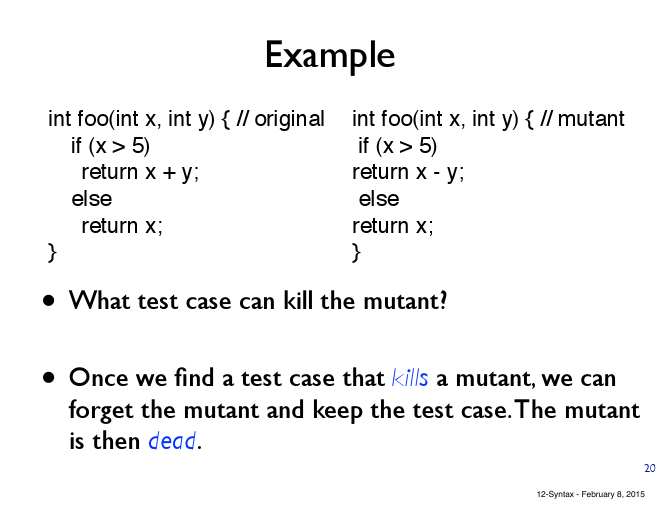 Example
int foo(int x, int y) { // original
if (x > 5)
return x + y;
else
return x;
}
int foo(int x, int y) { // mutant
if (x > 5)
return x - y;
else
return x;
}
• What test case can kill the mutant?
• Once we find a test case that kills a mutant, we can
forget the mutant and keep the test case. The mutant
is then dead.
20
12-Syntax - February 8, 2015